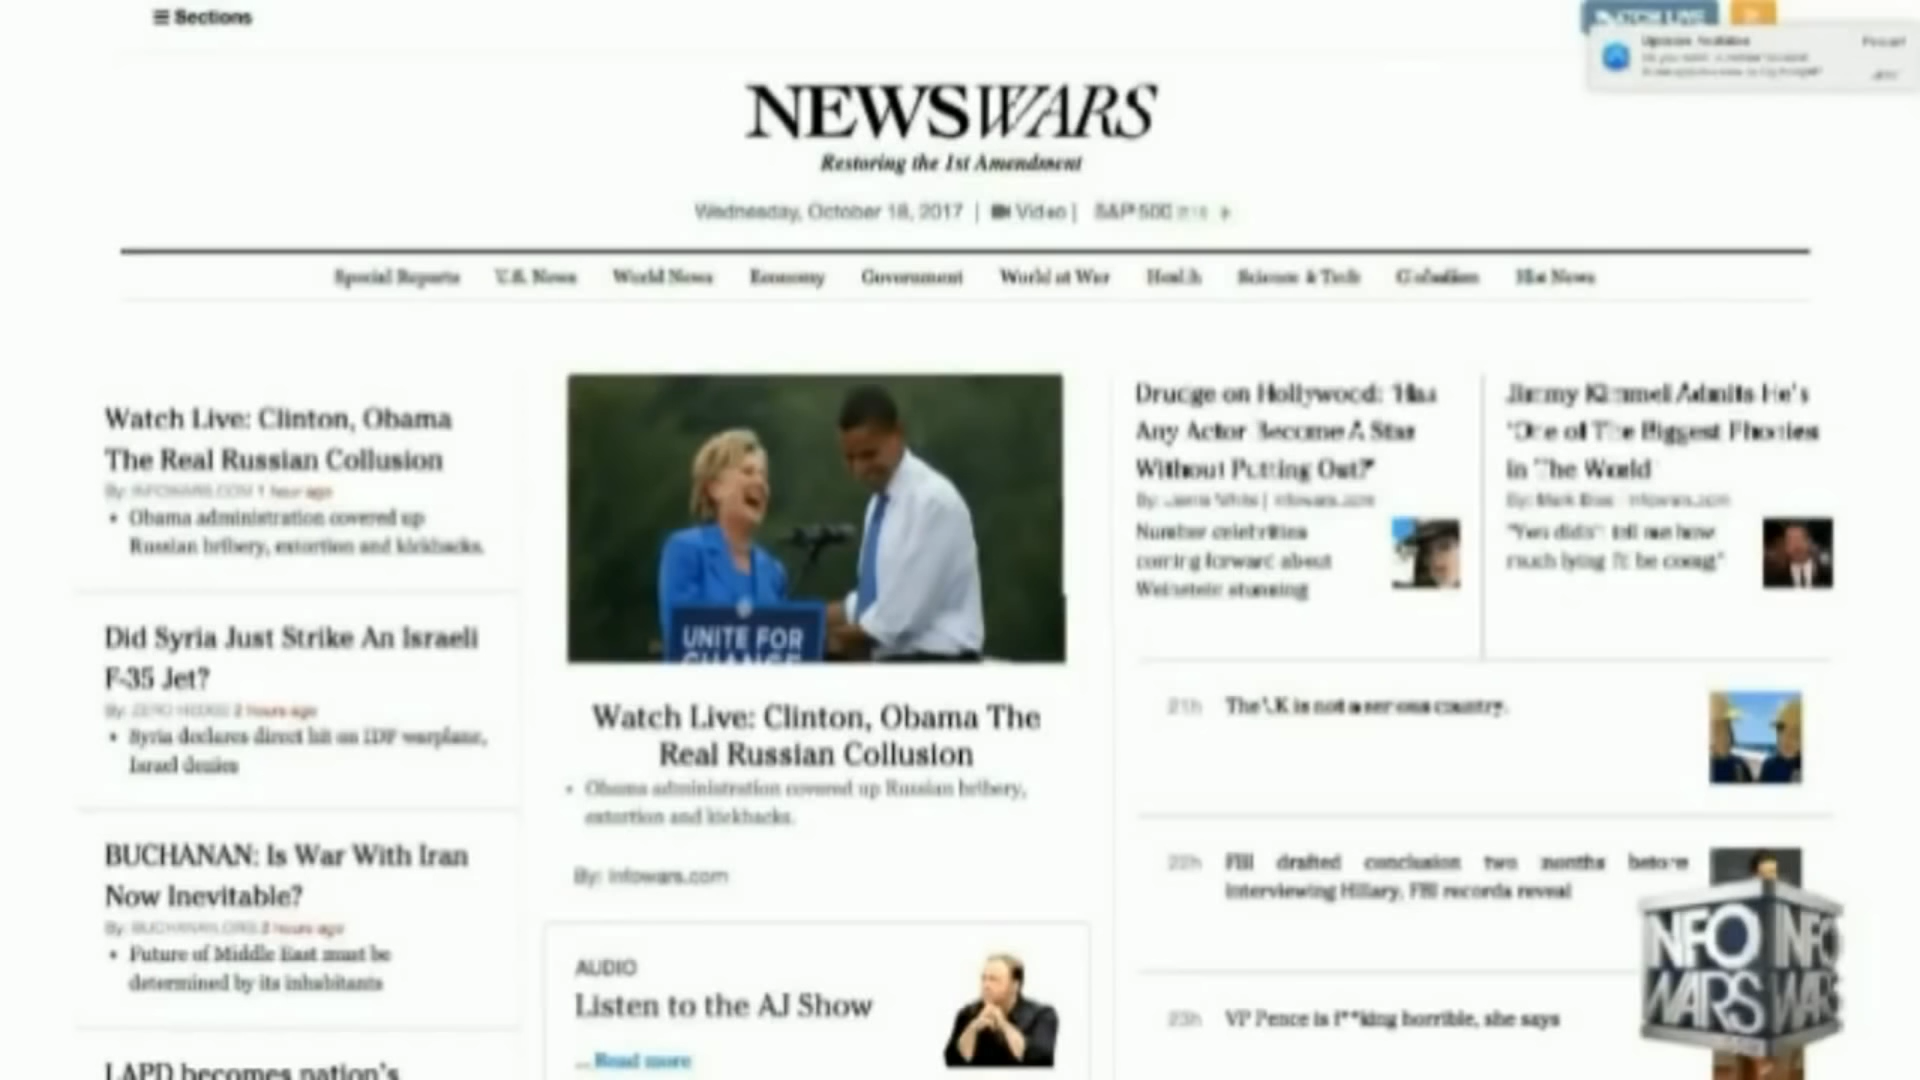 Sections
WATCH LIVE
NEWSWARS
Restoring the 1st Amendment
Wednesday, October 18, 2017 | Video | S&P 500
Special Reports U.S. News World News Economy Government World at War Health Science & Tech Globalism Hot News
Watch Live: Clinton, Obama
The Real Russian Collusion
By: INFOWARS.COM 1 hour ago
• Obama administration covered up
Russian bribery, extortion and kickbacks.
Did Syria Just Strike An Israeli
F-35 Jet?
By: ZERO HEDGE 2 hours ago
• Syria declares direct hit on IDF warplane,
Israel denies
BUCHANAN: Is War With Iran
Now Inevitable?
By: BUCHANAN.ORG 2 hours ago
• Future of Middle East must be
determined by its inhabitants
LAPD becomes nation's
UNITE FOR
CHANGE
Watch Live: Clinton, Obama The
Real Russian Collusion
• Obama administration covered up Russian bribery,
extortion and kickbacks.
By: infowars.com
AUDIO
Listen to the AJ Show
... Read more
Drudge on Hollywood: 'Has
Any Actor Become A Star
Without Putting Out?'
By: | infowars.com
Number celebrities
coming forward about
Weinstein stunning
Jimmy Kimmel Admits He's
'One of The Biggest Phonies
in The World
By: | infowars.com
tell me how
much lying I'll be doing"
21h The UK is not a serious country.
22h FBI drafted conclusion two months before
interviewing Hillary, FBI records reveal
23h VP Pence is f**king horrible, she says
INFO
WARS
INFO
WARS